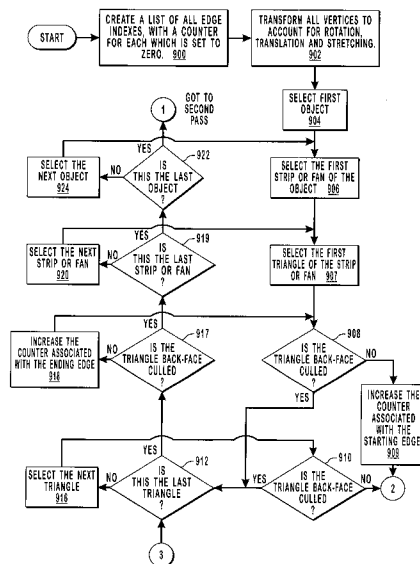 START
CREATE A LIST OF ALL EDGE
INDEXES, WITH A COUNTER
FOR EACH WHICH IS SET TO
ZERO. 900
TRANSFORM ALL VERTICES TO
ACCOUNT FOR ROTATION,
TRANSLATION AND STRETCHING.
902
SELECT FIRST
OBJECT
904
1
GOT TO
SECOND
PASS
YES
922
IS
THIS THE LAST
OBJECT
?
NO
SELECT THE
NEXT OBJECT
924
SELECT THE FIRST
STRIP OR FAN OF THE
OBJECT 906
YES
919
IS
THIS THE LAST
STRIP OR FAN
?
NO
SELECT THE NEXT
STRIP OR FAN
920
SELECT THE FIRST
TRIANGLE OF THE STRIP
OR FAN 907
YES
917
IS THE
TRIANGLE BACK-FACE
CULLED
?
NO
INCREASE THE
COUNTER ASSOCIATED
WITH THE ENDING EDGE
918
908
IS THE
TRIANGLE BACK-FACE
CULLED
?
NO
YES
INCREASE THE
COUNTER
ASSOCIATED
WITH THE
STARTING EDGE
909
YES
912
IS
THIS THE LAST
TRIANGLE
?
NO
SELECT THE NEXT
TRIANGLE
916
910
YES
IS THE
TRIANGLE BACK-FACE
CULLED
?
NO
2
3